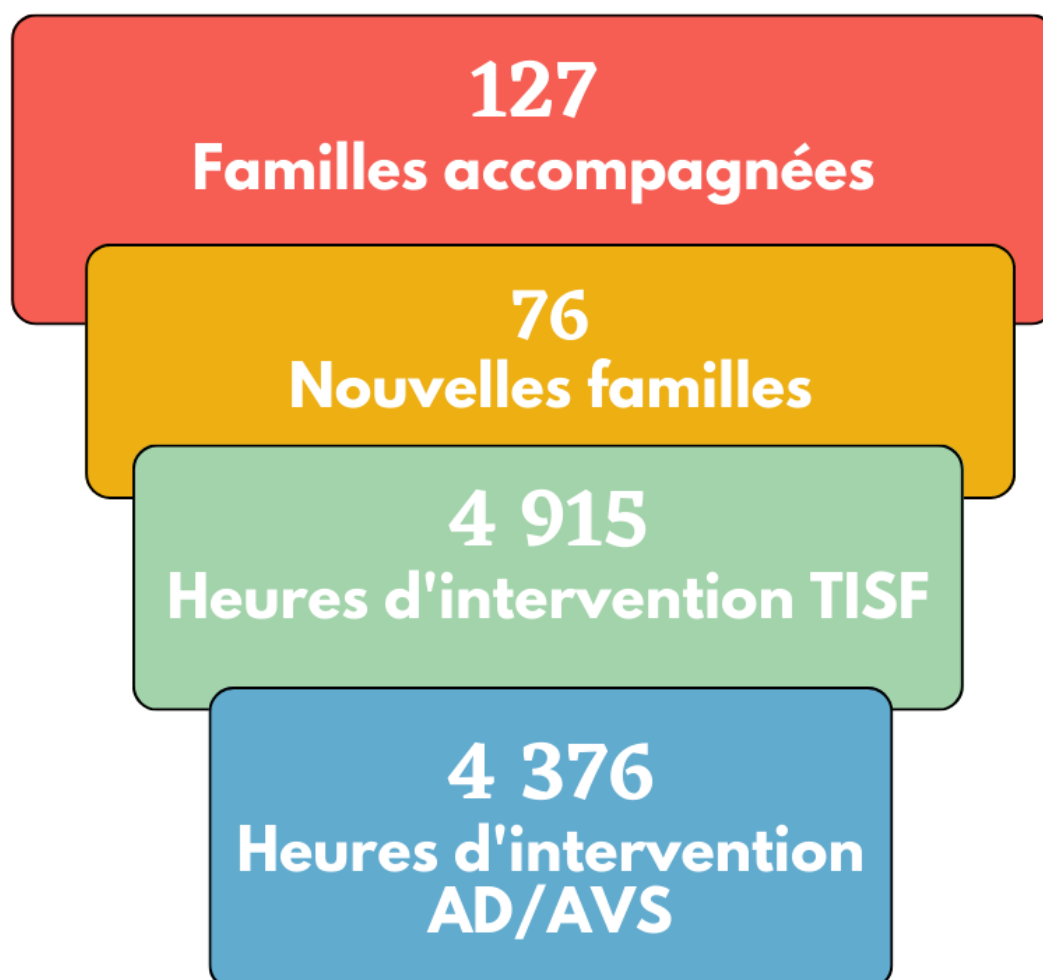 127
Familles accompagnées
76
Nouvelles familles
4 915
Heures d'intervention TISF
4 376
Heures d'intervention
AD/AVS